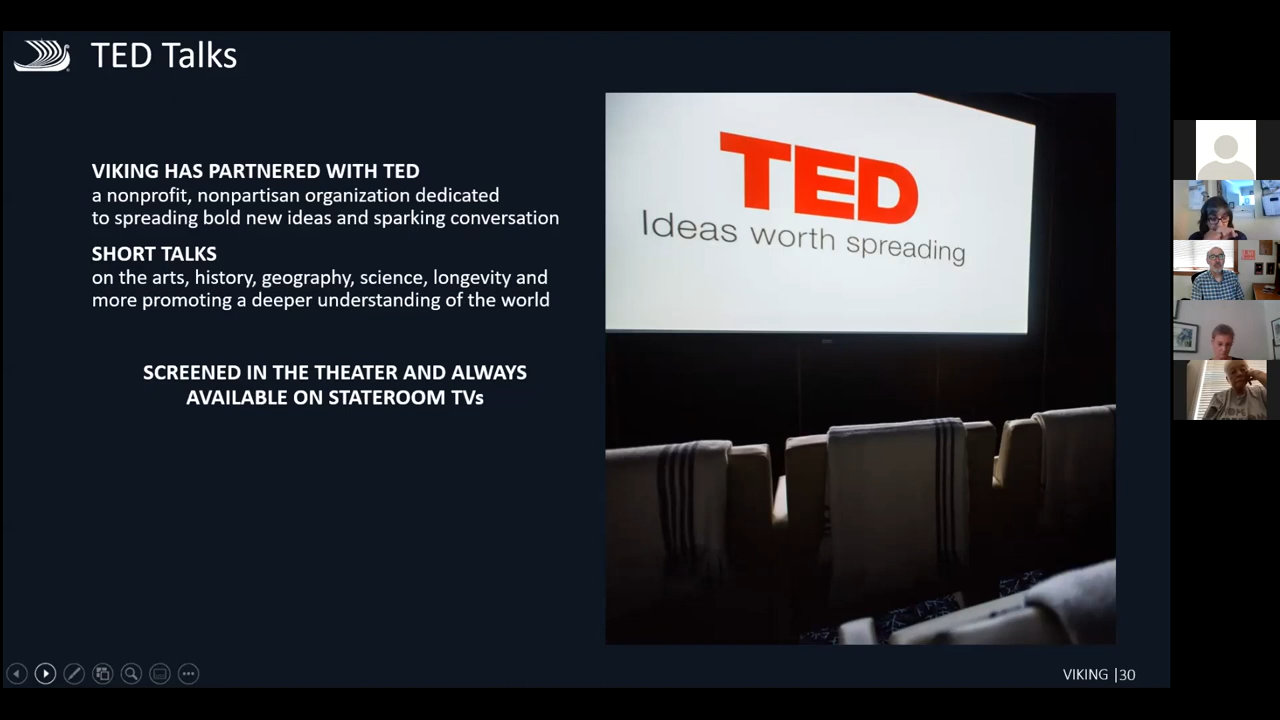 TED Talks
VIKING HAS PARTNERED WITH TED
a nonprofit, nonpartisan organization dedicated
to spreading bold new ideas and sparking conversation
SHORT TALKS
on the arts, history, geography, science, longevity and
more promoting a deeper understanding of the world
SCREENED IN THE THEATER AND ALWAYS
AVAILABLE ON STATEROOM TVs
TED
Ideas worth spreading
VIKING |30